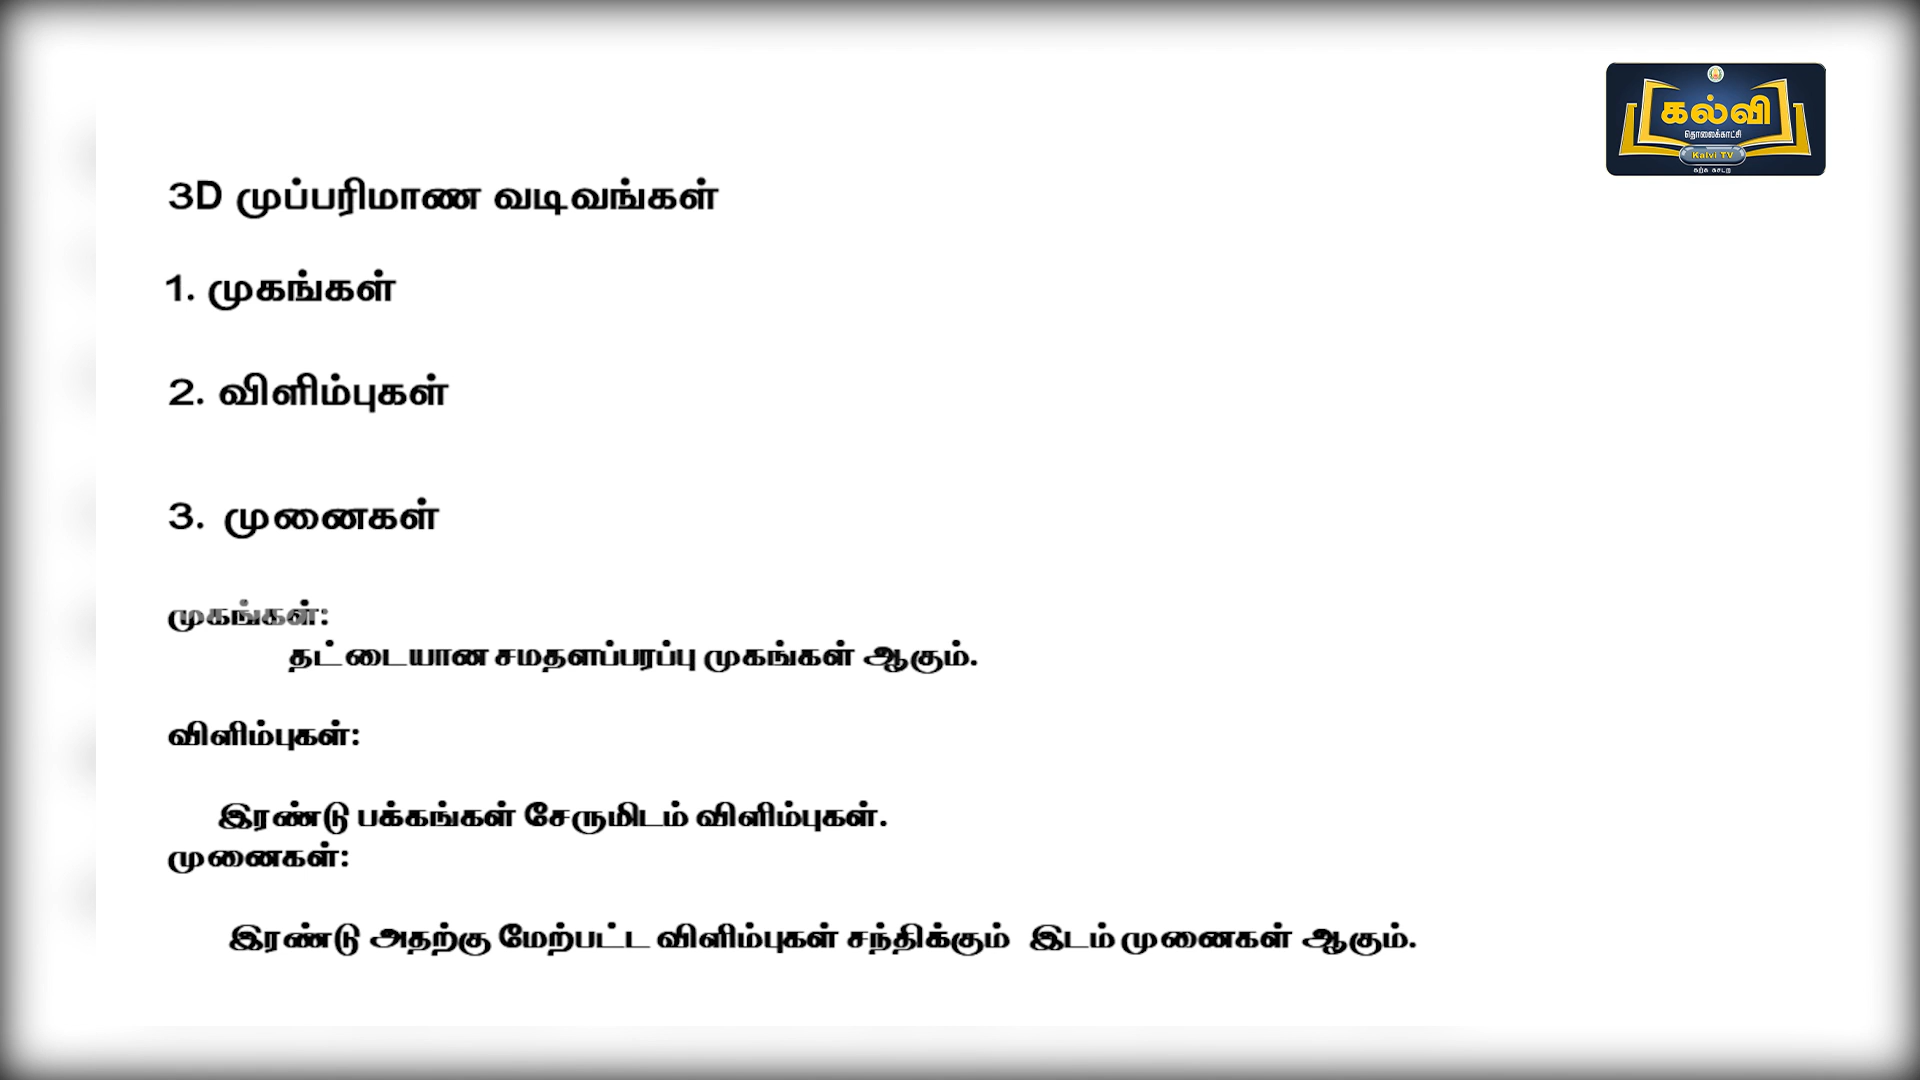 கல்வி
தொலைக்காட்சி
Kalvi TV
கற்க கசடற
3D முப்பரிமாண வடிவங்கள்
1. முகங்கள்
2. விளிம்புகள்
3. முனைகள்
முகங்கள்:
தட்டையான சமதளப்பரப்பு முகங்கள் ஆகும்.
விளிம்புகள்:
இரண்டு பக்கங்கள் சேருமிடம் விளிம்புகள்.
முனைகள்:
இரண்டு அதற்கு மேற்பட்ட விளிம்புகள் சந்திக்கும் இடம் முனைகள் ஆகும்.